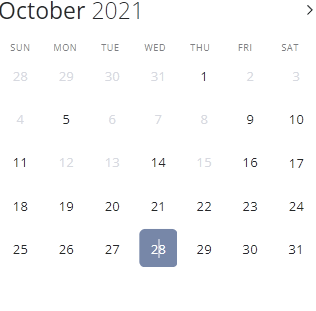 October 2021
SUN MON TUE WED THU FRI SAT
28 29 30 31 1 2 3
4 5 6 7 8 9 10
11 12 13 14 15 16 17
18 19 20 21 22 23 24
25 26 27 28 29 30 31